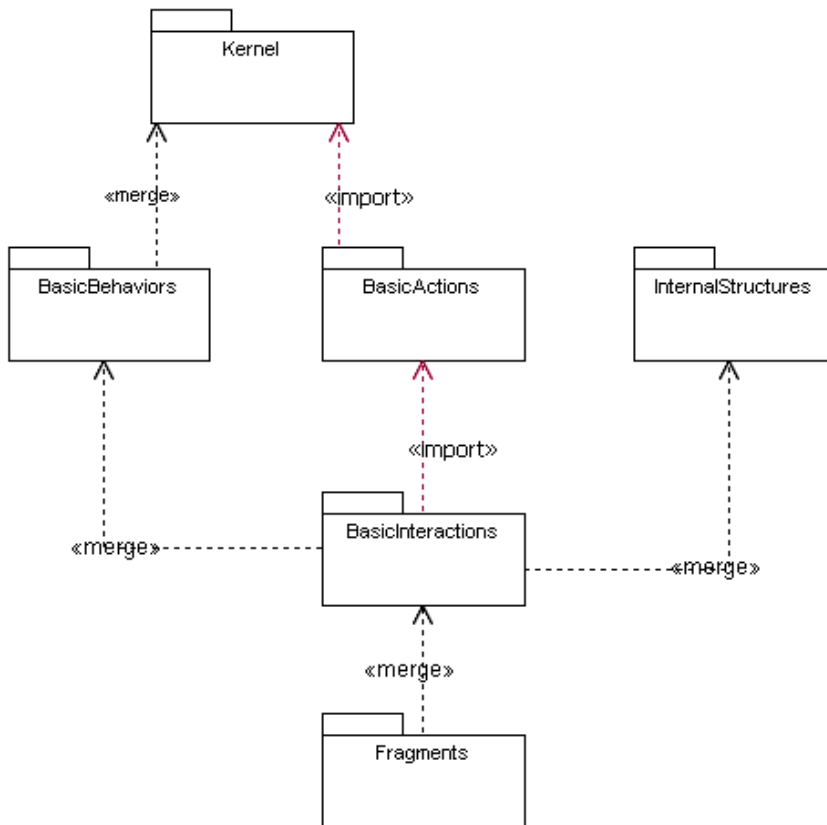 Kernel
«merge»
«import»
BasicBehaviors
BasicActions
InternalStructures
«import»
BasicInteractions
«merge»
«merge»
«merge»
Fragments